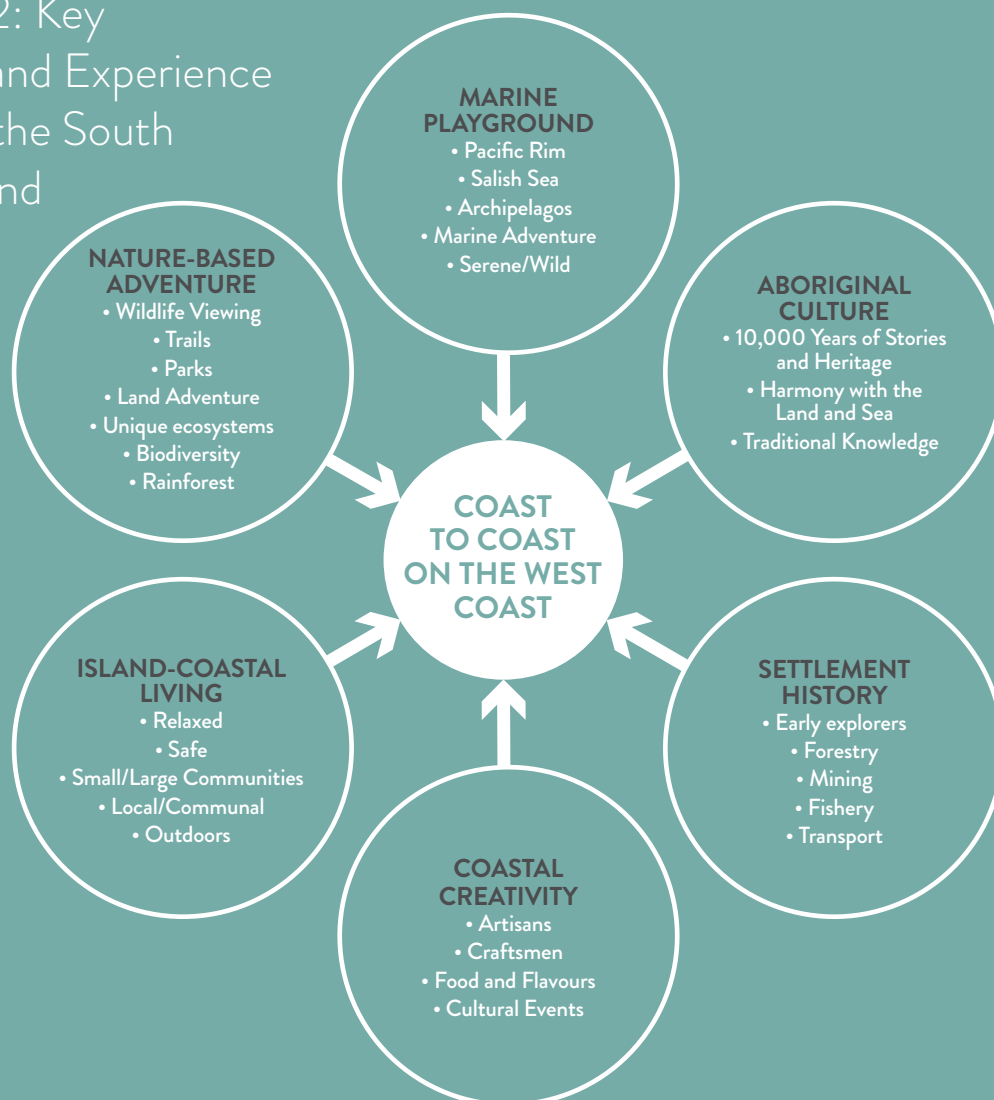 2: Key
and Experience
the South
nd
MARINE
PLAYGROUND
• Pacific Rim
• Salish Sea
• Archipelagos
• Marine Adventure
• Serene/Wild
NATURE-BASED
ADVENTURE
• Wildlife Viewing
• Trails
• Parks
• Land Adventure
• Unique ecosystems
• Biodiversity
• Rainforest
ABORIGINAL
CULTURE
• 10,000 Years of Stories
and Heritage
• Harmony with the
Land and Sea
• Traditional Knowledge
COAST
TO COAST
ON THE WEST
COAST
ISLAND-COASTAL
LIVING
• Relaxed
• Safe
• Small/Large Communities
• Local/Communal
• Outdoors
SETTLEMENT
HISTORY
• Early explorers
• Forestry
• Mining
• Fishery
• Transport
COASTAL
CREATIVITY
• Artisans
• Craftsmen
• Food and Flavours
• Cultural Events